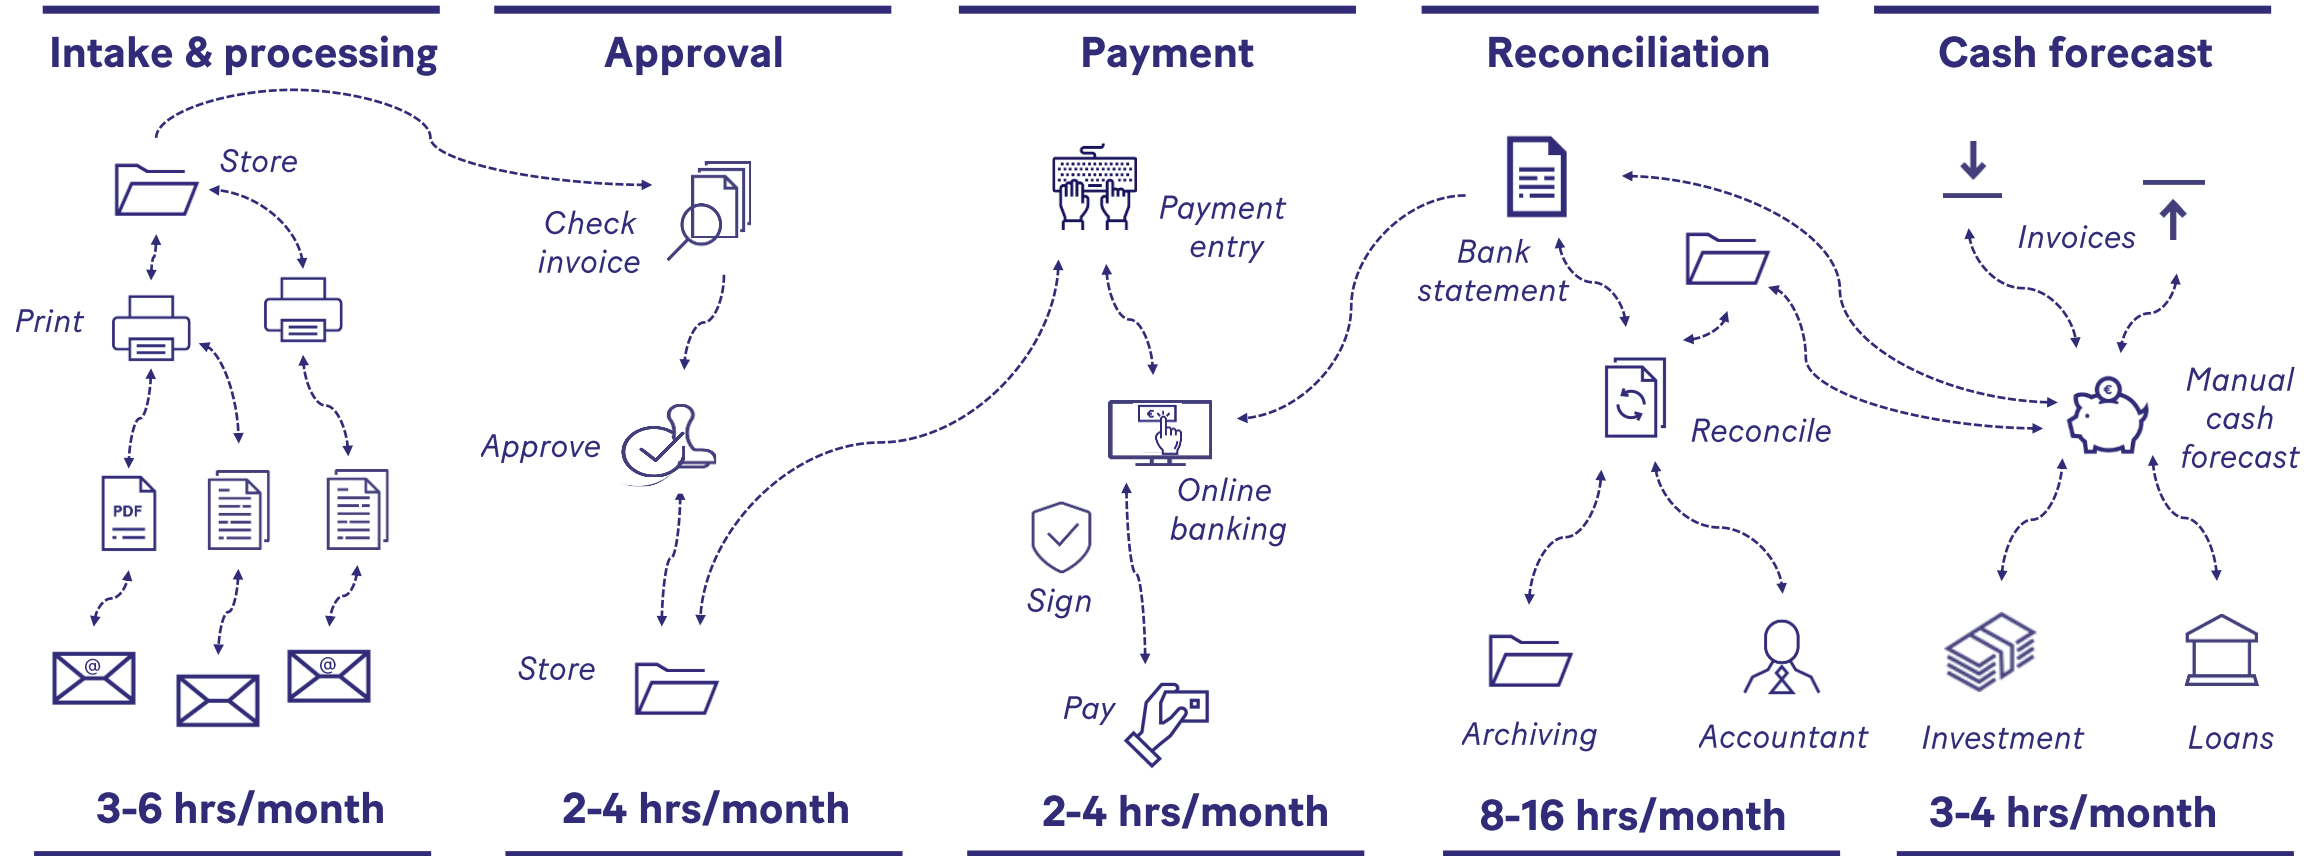 Intake & processing
Store
Print
PDF
@
@
3-6 hrs/month
Approval
Check
invoice
Approve
Store
2-4 hrs/month
Payment
Payment
entry
€
Online
banking
Sign
Pay
2-4 hrs/month
Reconciliation
Bank
statement
Reconcile
Archiving
Accountant
8-16 hrs/month
Cash forecast
Invoices
€
Manual
cash
forecast
Investment
Loans
3-4 hrs/month